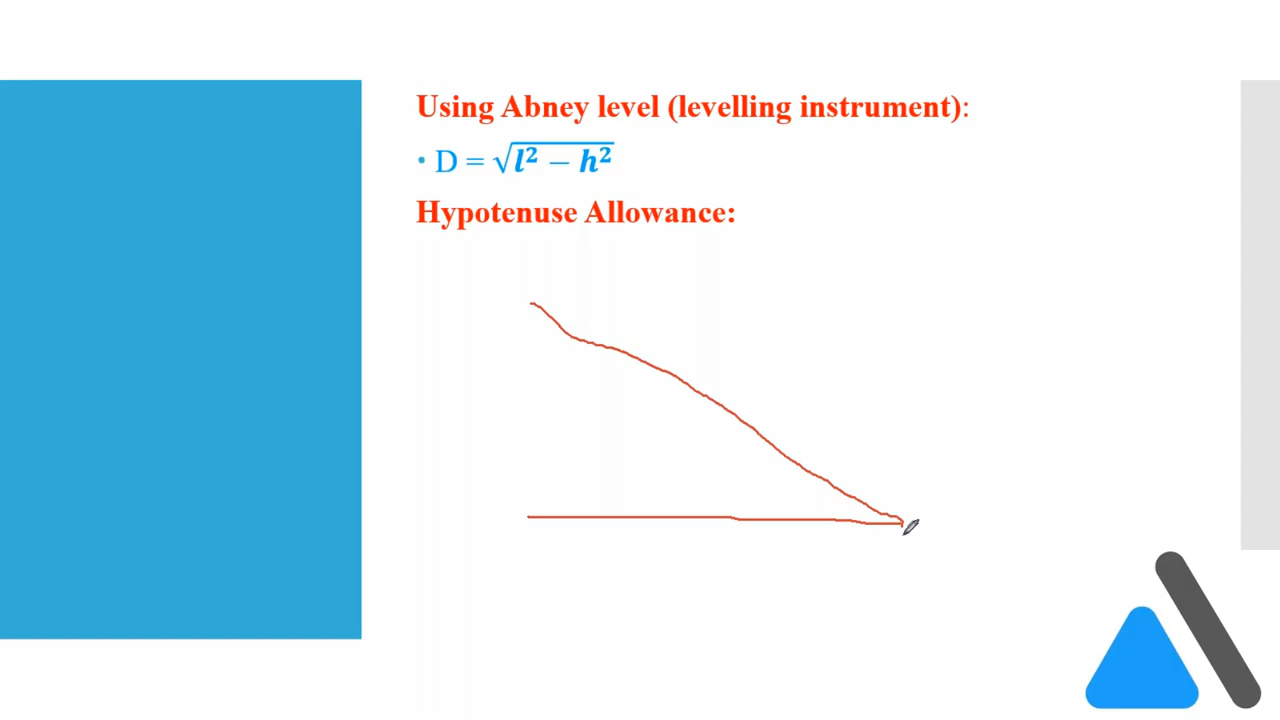 Using Abney level (levelling instrument):
• D = √l² − h²
Hypotenuse Allowance: